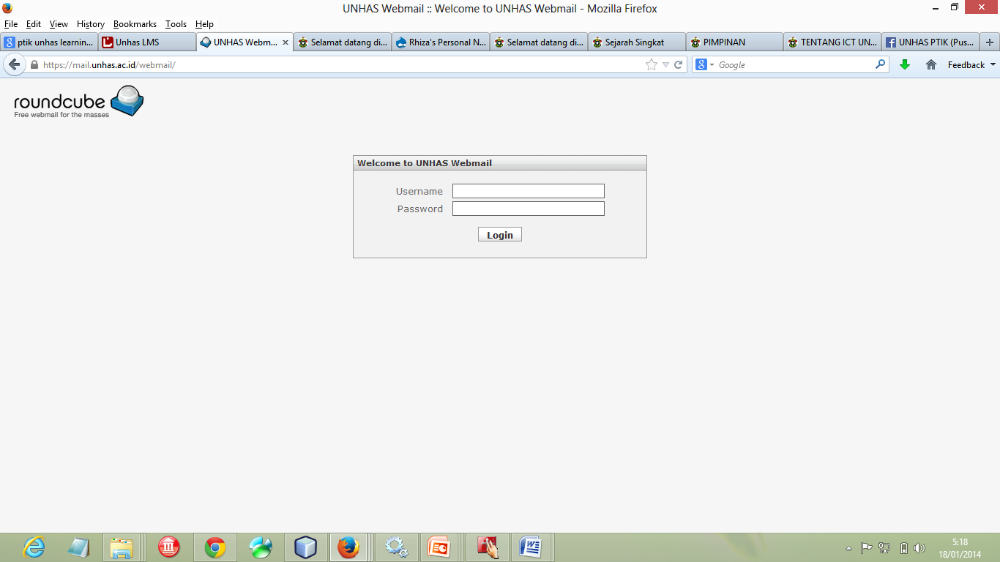 UNHAS Webmail :: Welcome to UNHAS Webmail - Mozilla Firefox
File Edit View History Bookmarks Tools Help
ptik unhas learnin... Unhas LMS UNHAS Webm... Selamat datang di... Rhiza's Personal N... Selamat datang di... Sejarah Singkat PIMPINAN TENTANG ICT UN... UNHAS PTIK (Pus...
https://mail.unhas.ac.id/webmail/ Google Feedback
roundcube
Free webmail for the masses
Welcome to UNHAS Webmail
Username
Password
Login
5:18
18/01/2014